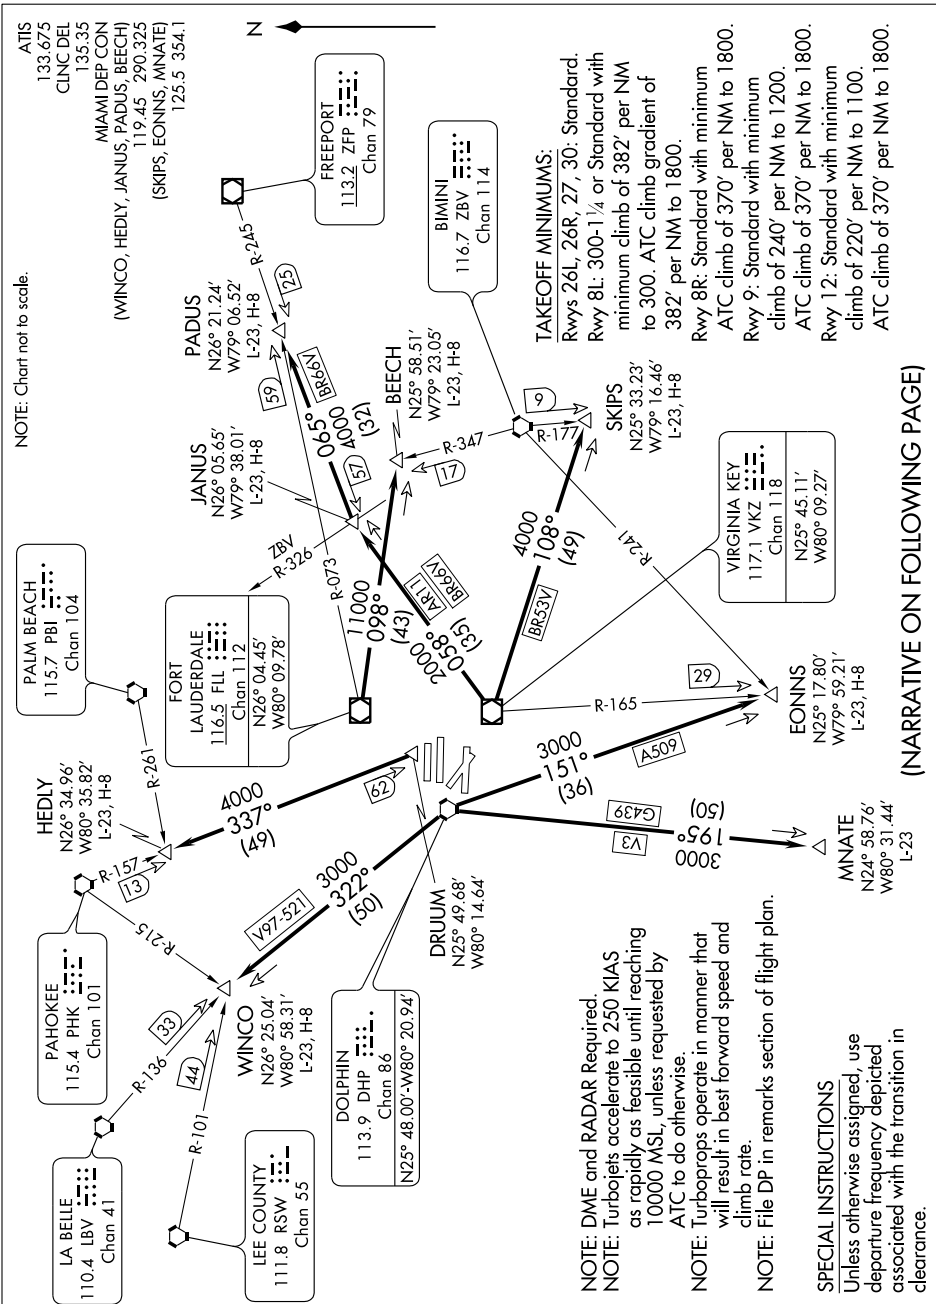 NOTE: Chart not to scale.
ATIS
133.675
CLNC DEL
135.35
MIAMI DEP CON
(WINCO, HEDLY, JANUS, PADUS, BEECH)
119.45 290.325
(SKIPS, EONNS, MNATE)
125.5 354.1
N
LA BELLE
110.4 LBV
Chan 41
PAHOKEE
115.4 PHK
Chan 101
PALM BEACH
115.7 PBI
Chan 104
FREEPORT
113.2 ZFP
Chan 79
LEE COUNTY
111.8 RSW
Chan 55
R-136
33
R-101
44
R-215
R-157
13
R-261
HEDLY
N26° 34.96’
W80° 35.82’
L-23, H-8
WINCO
N26° 25.04’
W80° 58.31’
L-23, H-8
FORT
LAUDERDALE
116.5 FLL
Chan 112
N26° 04.45’
W80° 09.78’
JANUS
N26° 05.65’
W79° 38.01’
L-23, H-8
PADUS
N26° 21.24’
W79° 06.52’
L-23, H-8
R-245
25
59
BR66V
065°
4000
(32)
57
ZBV
R-326
R-073
BEECH
N25° 58.51’
W79° 23.05’
L-23, H-8
BIMINI
116.7 ZBV
Chan 114
R-347
17
9
R-177
SKIPS
N25° 33.23’
W79° 16.46’
L-23, H-8
11000
098°
(43)
AR11
BR66V
2000
058°
(35)
4000
108°
(49)
BR53V
R-241
VIRGINIA KEY
117.1 VKZ
Chan 118
N25° 45.11’
W80° 09.27’
4000
337°
(49)
62
V97-521
3000
322°
(50)
DRUUM
N25° 49.68’
W80° 14.64’
DOLPHIN
113.9 DHP
Chan 86
N25° 48.00’-W80° 20.94’
3000
151°
(36)
A509
R-165
29
EONNS
N25° 17.80’
W79° 59.21’
L-23, H-8
G439
V3
195°
3000
(50)
MNATE
N24° 58.76’
W80° 31.44’
L-23
TAKEOFF MINIMUMS:
Rwys 26L, 26R, 27, 30: Standard.
Rwy 8L: 300-1¼ or Standard with
minimum climb of 382’ per NM
to 300. ATC climb gradient of
382’ per NM to 1800.
Rwy 8R: Standard with minimum
ATC climb of 370’ per NM to 1800.
Rwy 9: Standard with minimum
climb of 240’ per NM to 1200.
ATC climb of 370’ per NM to 1800.
Rwy 12: Standard with minimum
climb of 220’ per NM to 1100.
ATC climb of 370’ per NM to 1800.
NOTE: DME and RADAR Required.
NOTE: Turbojets accelerate to 250 KIAS
as rapidly as feasible until reaching
10000 MSL, unless requested by
ATC to do otherwise.
NOTE: Turboprops operate in manner that
will result in best forward speed and
climb rate.
NOTE: File DP in remarks section of flight plan.
SPECIAL INSTRUCTIONS
Unless otherwise assigned, use
departure frequency depicted
associated with the transition in
clearance.
(NARRATIVE ON FOLLOWING PAGE)